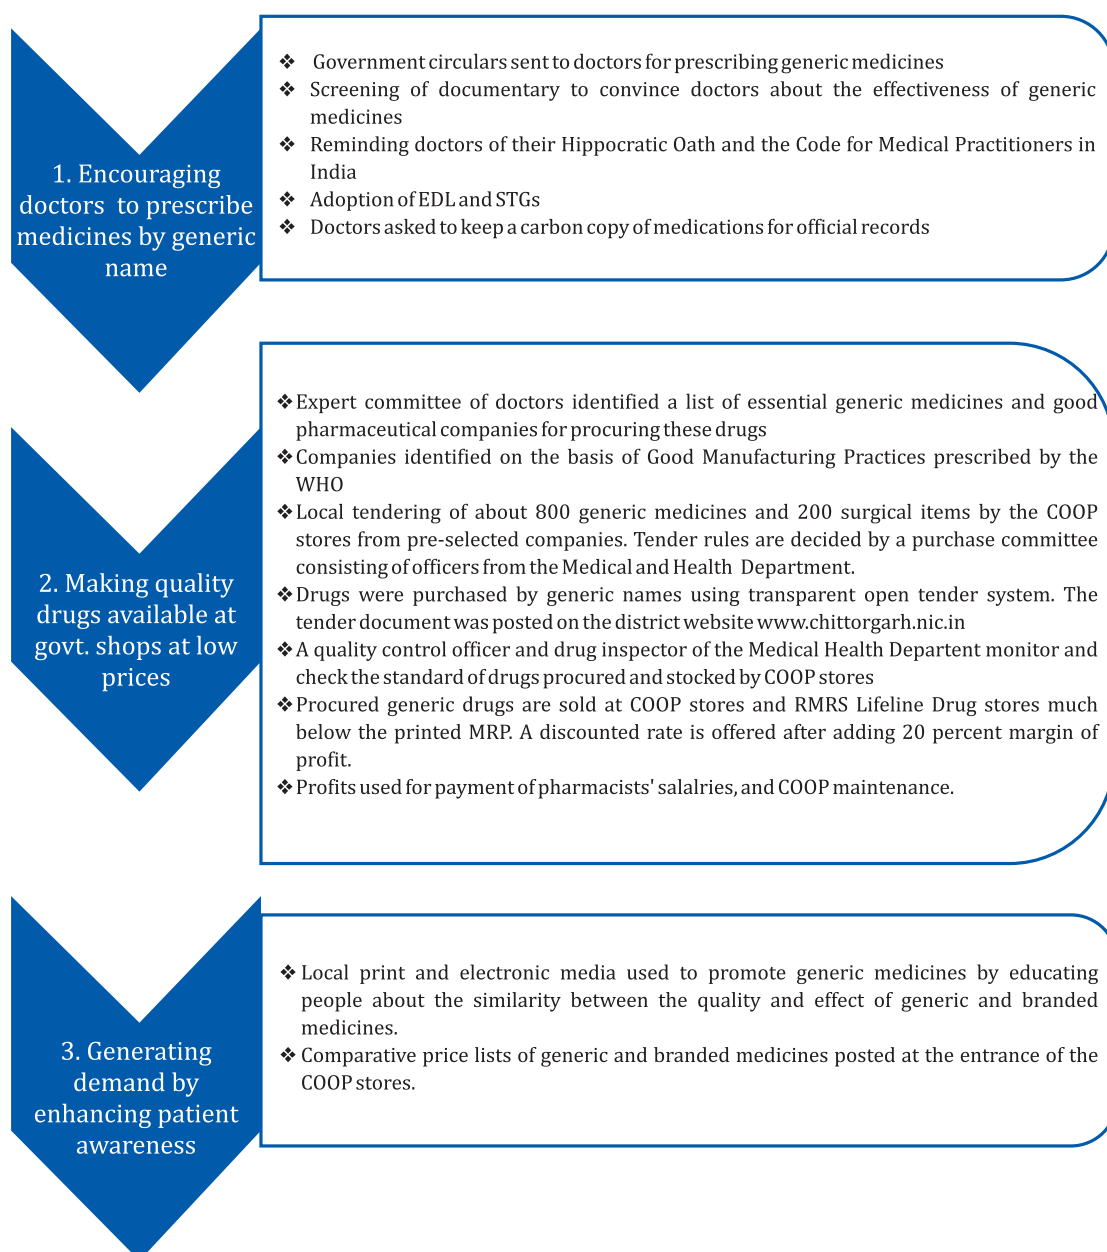 1. Encouraging
doctors to prescribe
medicines by generic
name
❖ Government circulars sent to doctors for prescribing generic medicines
❖ Screening of documentary to convince doctors about the effectiveness of generic
medicines
❖ Reminding doctors of their Hippocratic Oath and the Code for Medical Practitioners in
India
❖ Adoption of EDL and STGs
❖ Doctors asked to keep a carbon copy of medications for official records
2. Making quality
drugs available at
govt. shops at low
prices
❖ Expert committee of doctors identified a list of essential generic medicines and good
pharmaceutical companies for procuring these drugs
❖ Companies identified on the basis of Good Manufacturing Practices prescribed by the
WHO
❖ Local tendering of about 800 generic medicines and 200 surgical items by the COOP
stores from pre-selected companies. Tender rules are decided by a purchase committee
consisting of officers from the Medical and Health Department.
❖ Drugs were purchased by generic names using transparent open tender system. The
tender document was posted on the district website www.chittorgarh.nic.in
❖ A quality control officer and drug inspector of the Medical Health Departent monitor and
check the standard of drugs procured and stocked by COOP stores
❖ Procured generic drugs are sold at COOP stores and RMRS Lifeline Drug stores much
below the printed MRP. A discounted rate is offered after adding 20 percent margin of
profit.
❖ Profits used for payment of pharmacists' salalries, and COOP maintenance.
3. Generating
demand by
enhancing patient
awareness
❖ Local print and electronic media used to promote generic medicines by educating
people about the similarity between the quality and effect of generic and branded
medicines.
❖ Comparative price lists of generic and branded medicines posted at the entrance of the
COOP stores.